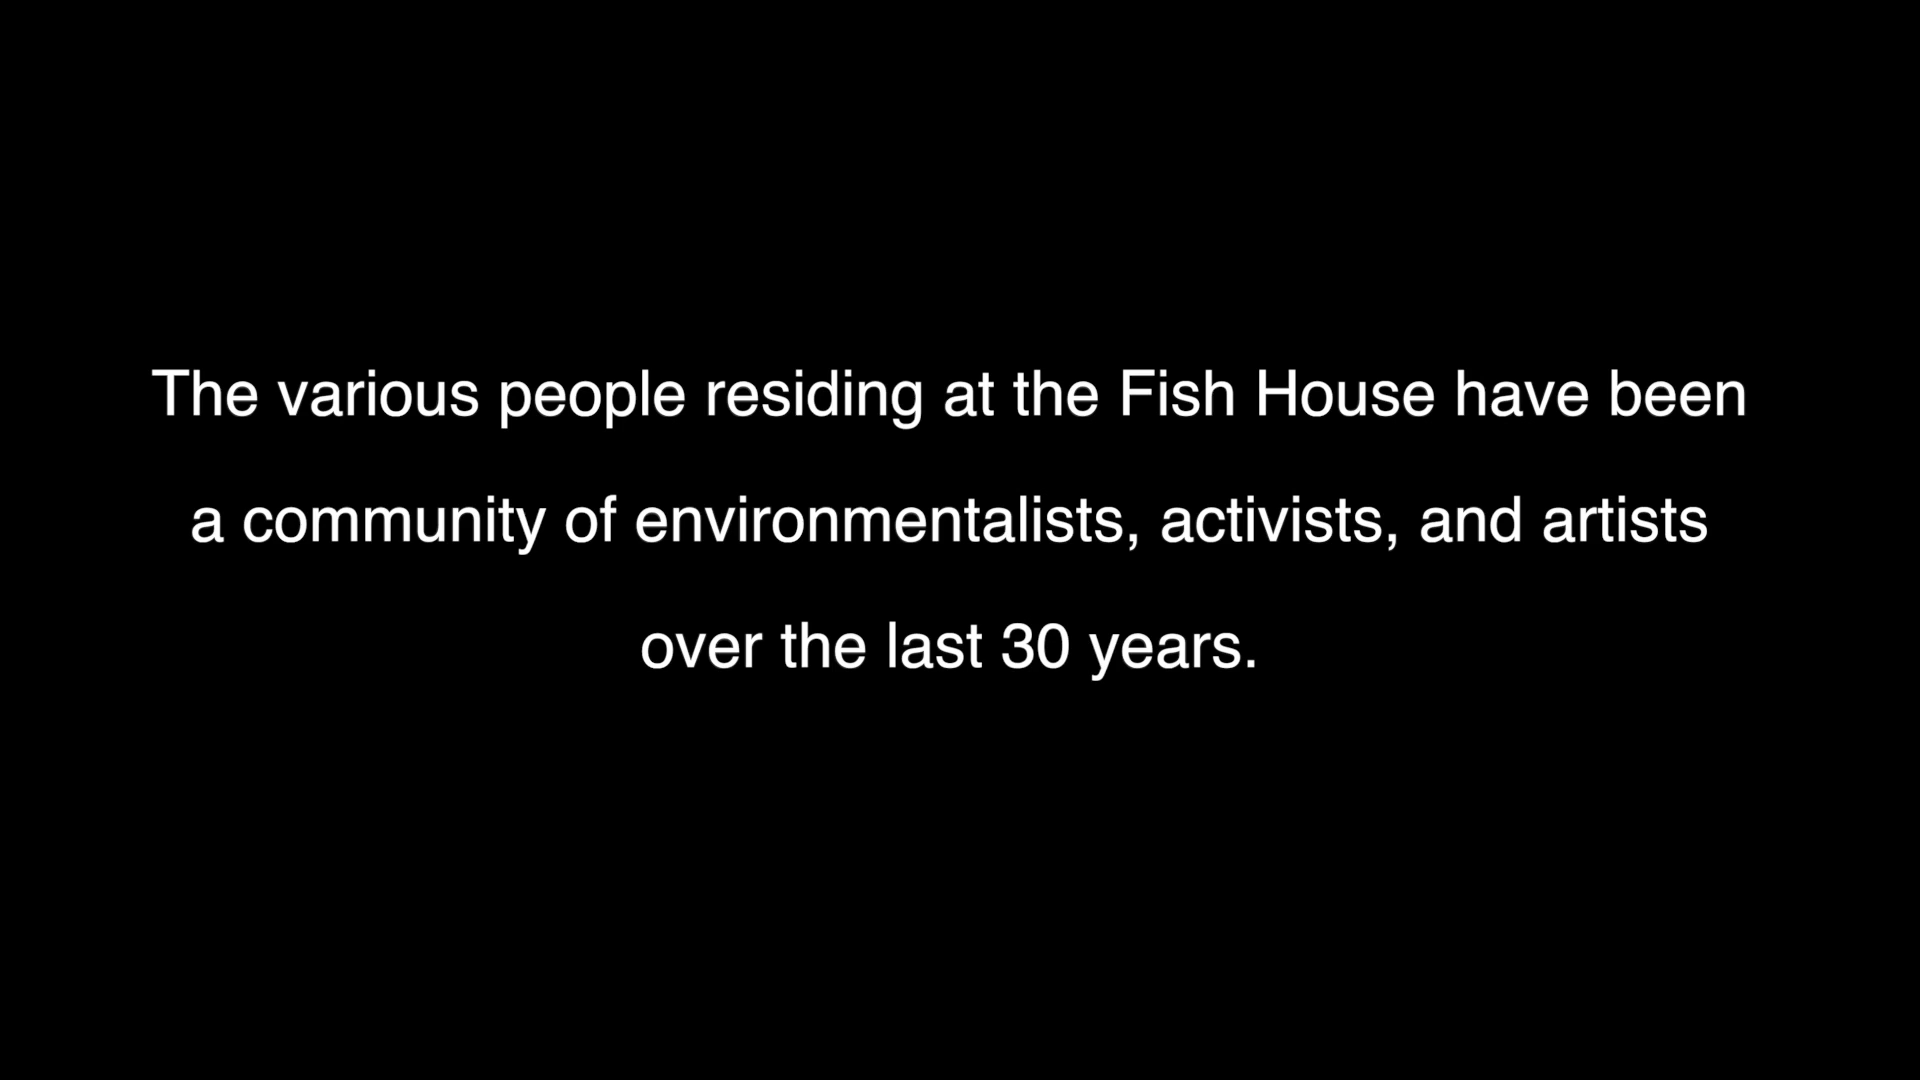 The various people residing at the Fish House have been
a community of environmentalists, activists, and artists
over the last 30 years.